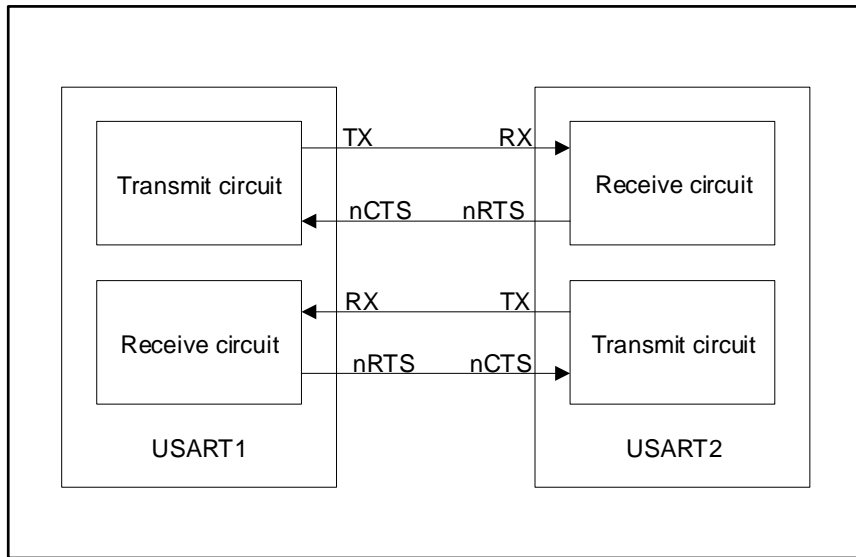 TX RX
Transmit circuit Receive circuit
nCTS nRTS
RX TX
Receive circuit Transmit circuit
nRTS nCTS
USART1 USART2